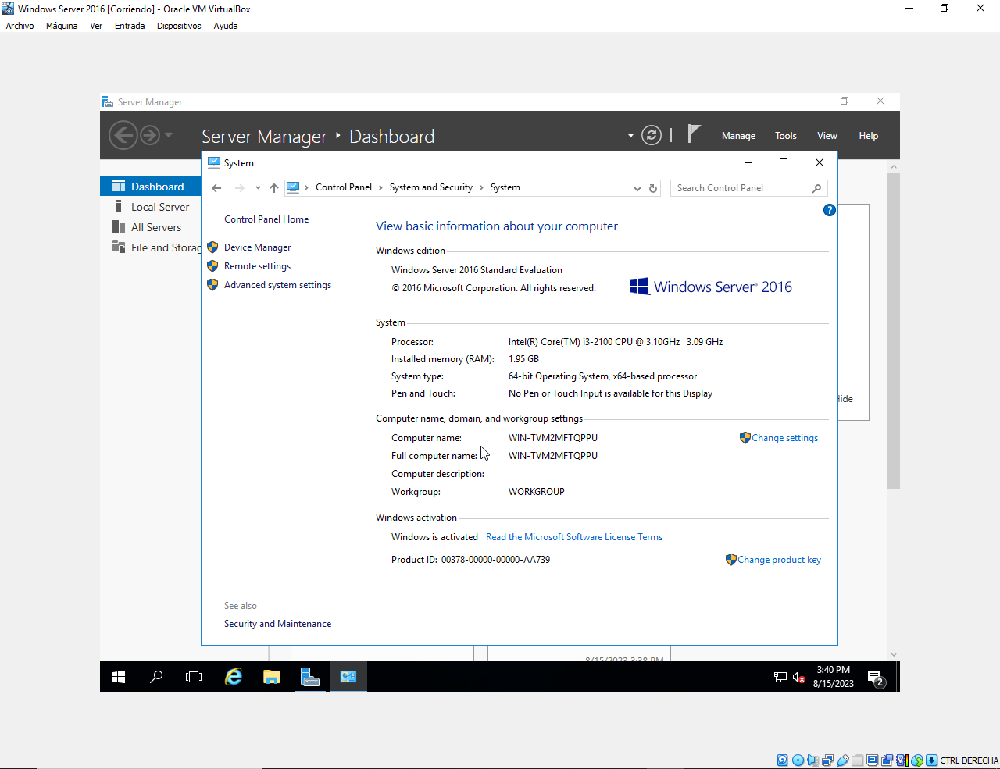 Windows Server 2016 [Corriendo] - Oracle VM VirtualBox
Archivo Máquina Ver Entrada Dispositivos Ayuda
Server Manager
Server Manager Dashboard
Manage Tools View Help
Dashboard
Local Server
All Servers
File and Storag
System
Control Panel System and Security System
Search Control Panel
Control Panel Home
Device Manager
Remote settings
Advanced system settings
View basic information about your computer
Windows edition
Windows Server 2016 Standard Evaluation
© 2016 Microsoft Corporation. All rights reserved.
Windows Server® 2016
System
Processor: Intel(R) Core(TM) i3-2100 CPU @ 3.10GHz 3.09 GHz
Installed memory (RAM): 1.95 GB
System type: 64-bit Operating System, x64-based processor
Pen and Touch: No Pen or Touch Input is available for this Display
Hide
Computer name, domain, and workgroup settings
Computer name: WIN-TVM2MFTQPPU Change settings
Full computer name: WIN-TVM2MFTQPPU
Computer description:
Workgroup: WORKGROUP
Windows activation
Windows is activated Read the Microsoft Software License Terms
Product ID: 00378-00000-00000-AA739 Change product key
See also
Security and Maintenance
8/15/2023 3:38 PM
3:40 PM
8/15/2023
2
CTRL DERECHA